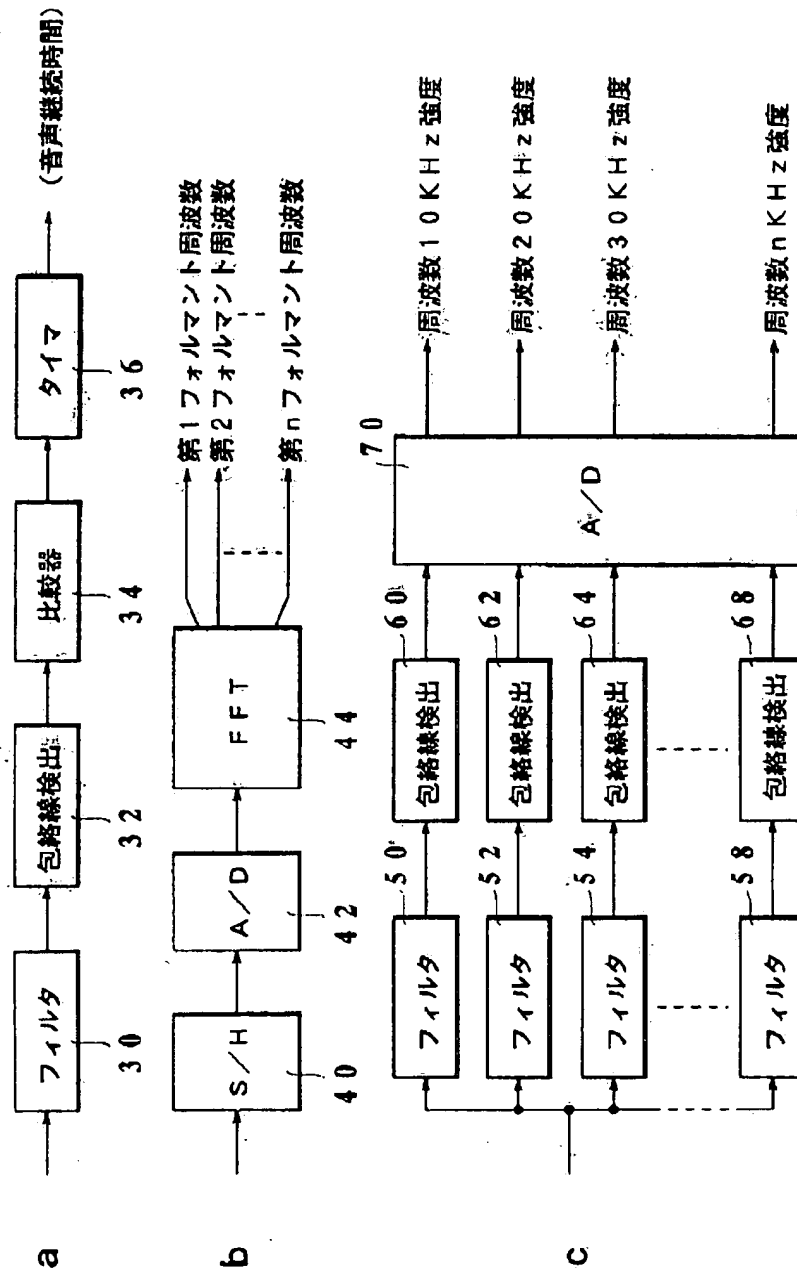 a
フィルタ
30
包絡線検出
32
比較器
34
タイマ
36
(音声継続時間)
b
S/H
40
A/D
42
FFT
44
第1フォルマント周波数
第2フォルマント周波数
第nフォルマント周波数
c
フィルタ
50
包絡線検出
60
フィルタ
52
包絡線検出
62
フィルタ
54
包絡線検出
64
フィルタ
58
包絡線検出
68
A/D
70
周波数10KHz強度
周波数20KHz強度
周波数30KHz強度
周波数nKHz強度